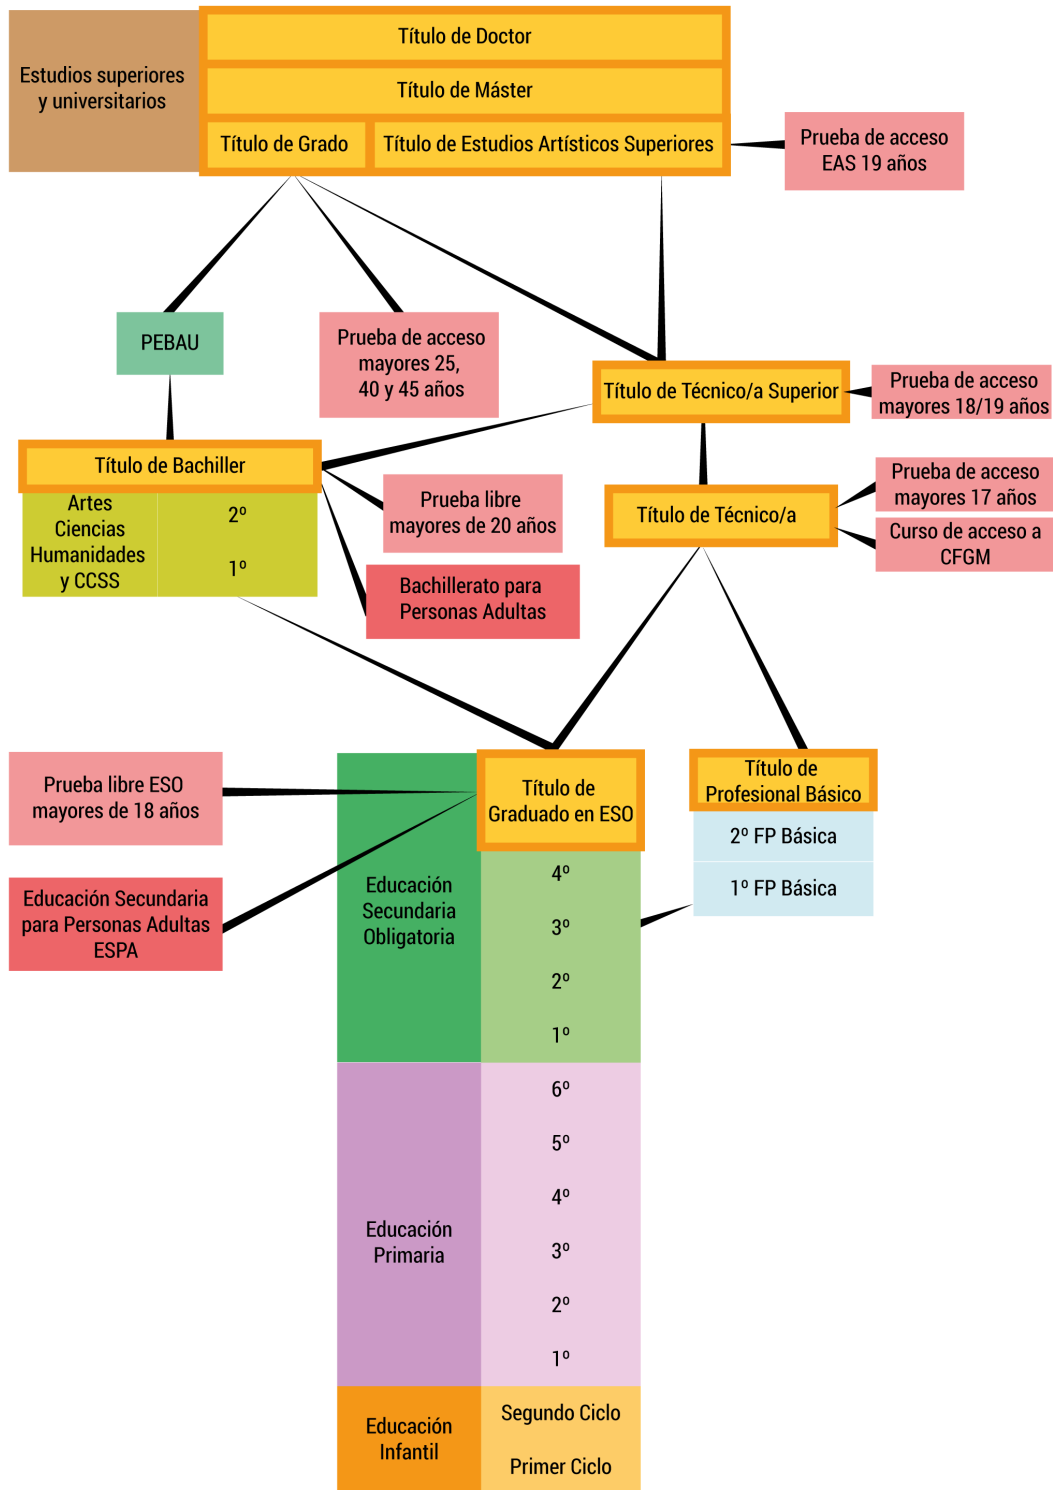 Estudios superiores
y universitarios
Título de Doctor
Título de Máster
Título de Grado
Título de Estudios Artísticos Superiores
Prueba de acceso
EAS 19 años
PEBAU
Prueba de acceso
mayores 25,
40 y 45 años
Título de Técnico/a Superior
Prueba de acceso
mayores 18/19 años
Título de Bachiller
Artes
Ciencias
Humanidades
y CCSS
2º
1º
Prueba libre
mayores de 20 años
Bachillerato para
Personas Adultas
Título de Técnico/a
Prueba de acceso
mayores 17 años
Curso de acceso a
CFGM
Prueba libre ESO
mayores de 18 años
Educación Secundaria
para Personas Adultas
ESPA
Educación
Secundaria
Obligatoria
Título de
Graduado en ESO
4º
3º
2º
1º
Título de
Profesional Básico
2º FP Básica
1º FP Básica
Educación
Primaria
6º
5º
4º
3º
2º
1º
Educación
Infantil
Segundo Ciclo
Primer Ciclo